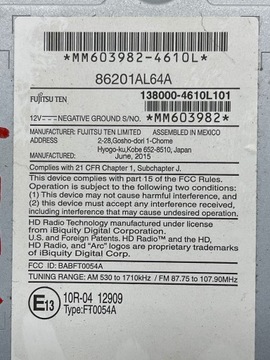 *MM603982-4610L*
86201AL64A
FUJITSU TEN 138000-4610L101
12V⎓ NEGATIVE GROUND S/NO. *MM603982*
MANUFACTURER: FUJITSU TEN LIMITED ASSEMBLED IN MEXICO
ADDRESS 2-28,Gosho-dori 1-Chome
Hyogo-ku,Kobe 652-8510, Japan
MANUFACTURED: June, 2015
Complies with 21 CFR Chapter 1, Subchapter J.
This device complies with part 15 of the FCC Rules.
Operation is subject to the following two conditions:
(1) This device may not cause harmful interference, and
(2) this device must accept any interference received,
including interference that may cause undesired operation.
HD Radio Technology manufactured under license
from iBiquity Digital Corp.
U.S. and Foreign Patents. HD Radio™ and the HD,
HD Radio, and "Arc" logos are proprietary trademarks
of iBiquity Digital Corp.
FCC ID: BABFT0054A
TUNING RANGE: AM 530 to 1710kHz / FM 87.75 to 107.90MHz
E13 10R-04 12909
Type:FT0054A